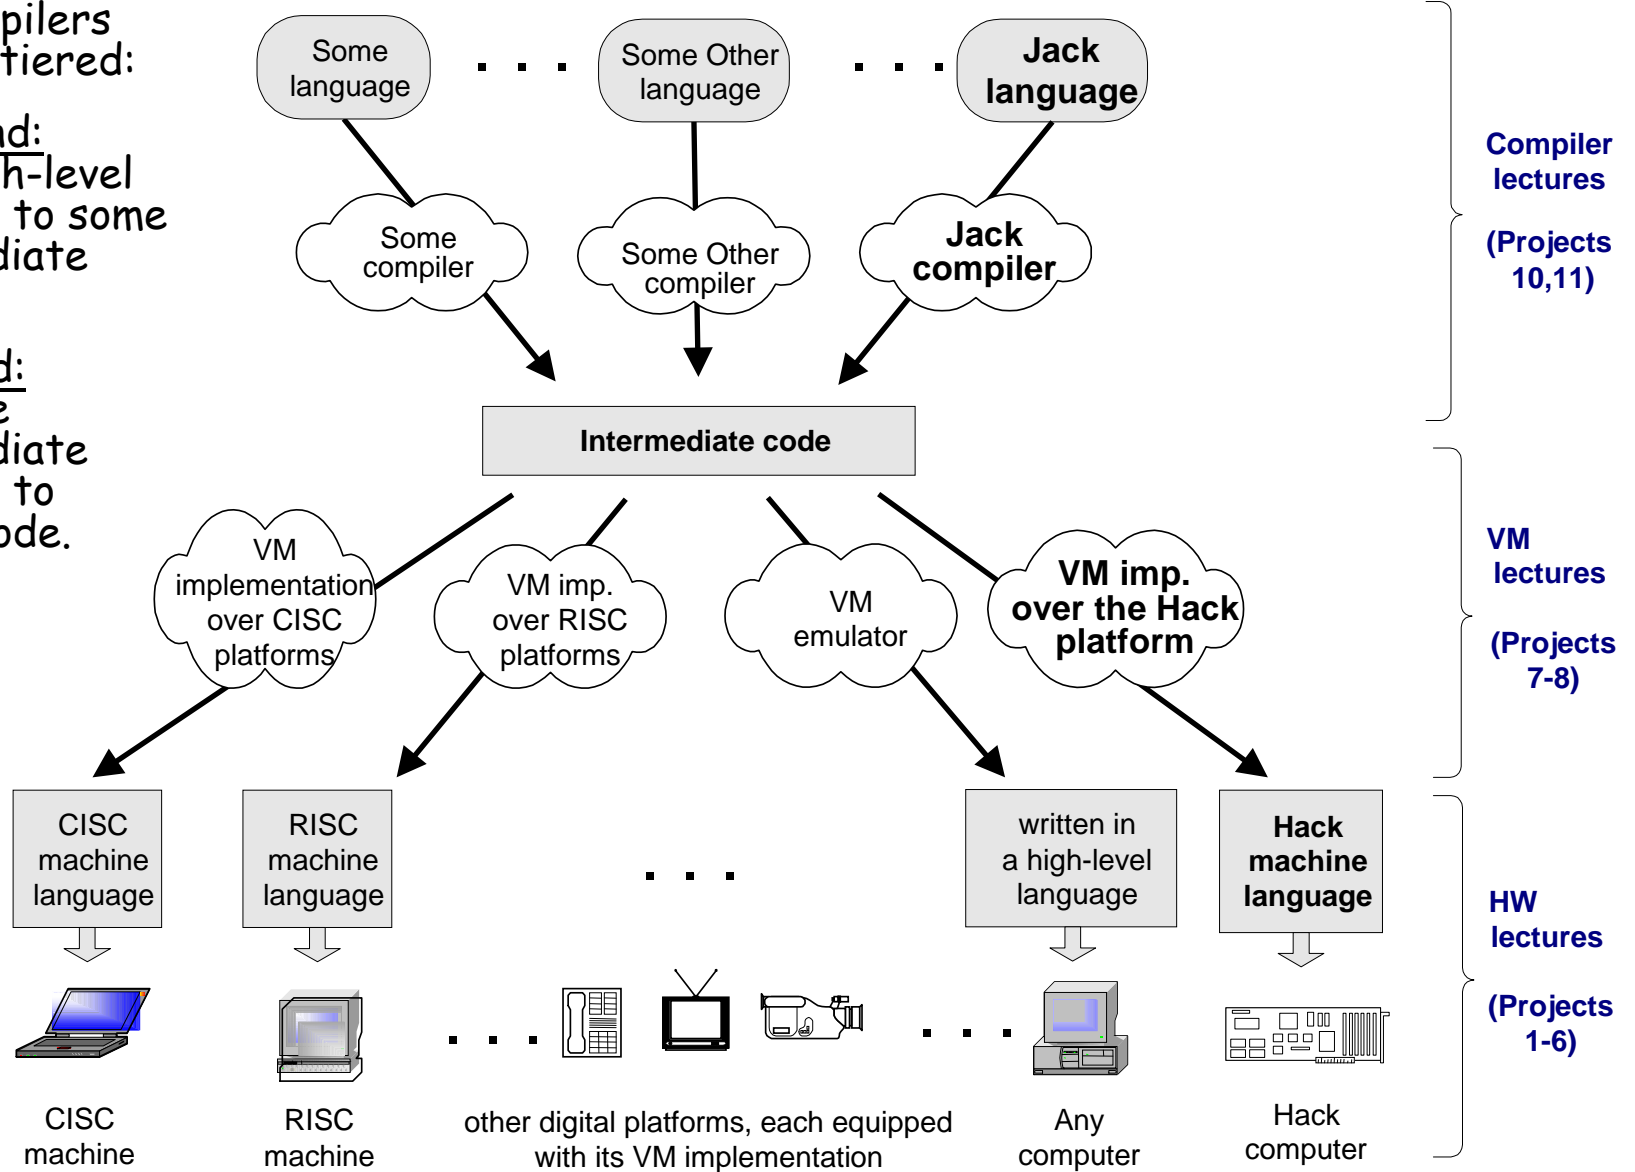 pilers
tiered:
nd:
h-level
to some
diate
d:
e
diate
to
ode.
Some
language
. . .
Some Other
language
. . .
Jack
language
Some
compiler
Some Other
compiler
Jack
compiler
Intermediate code
VM
implementation
over CISC
platforms
VM imp.
over RISC
platforms
VM
emulator
VM imp.
over the Hack
platform
CISC
machine
language
RISC
machine
language
. . .
written in
a high-level
language
Hack
machine
language
. . .
. . .
CISC
machine
RISC
machine
other digital platforms, each equipped
with its VM implementation
Any
computer
Hack
computer
Compiler
lectures
(Projects
10,11)
VM
lectures
(Projects
7-8)
HW
lectures
(Projects
1-6)